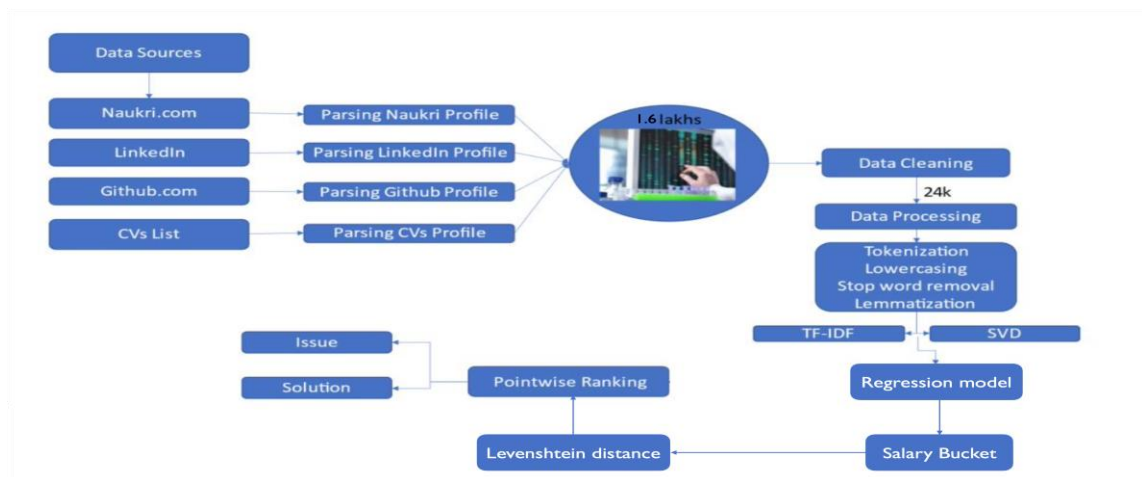 Data Sources
Naukri.com
Parsing Naukri Profile
LinkedIn
Parsing LinkedIn Profile
Github.com
Parsing Github Profile
CVs List
Parsing CVs Profile
1.6 lakhs
Data Cleaning
24k
Data Processing
Tokenization
Lowercasing
Stop word removal
Lemmatization
TF-IDF
SVD
Regression model
Salary Bucket
Levenshtein distance
Pointwise Ranking
Issue
Solution